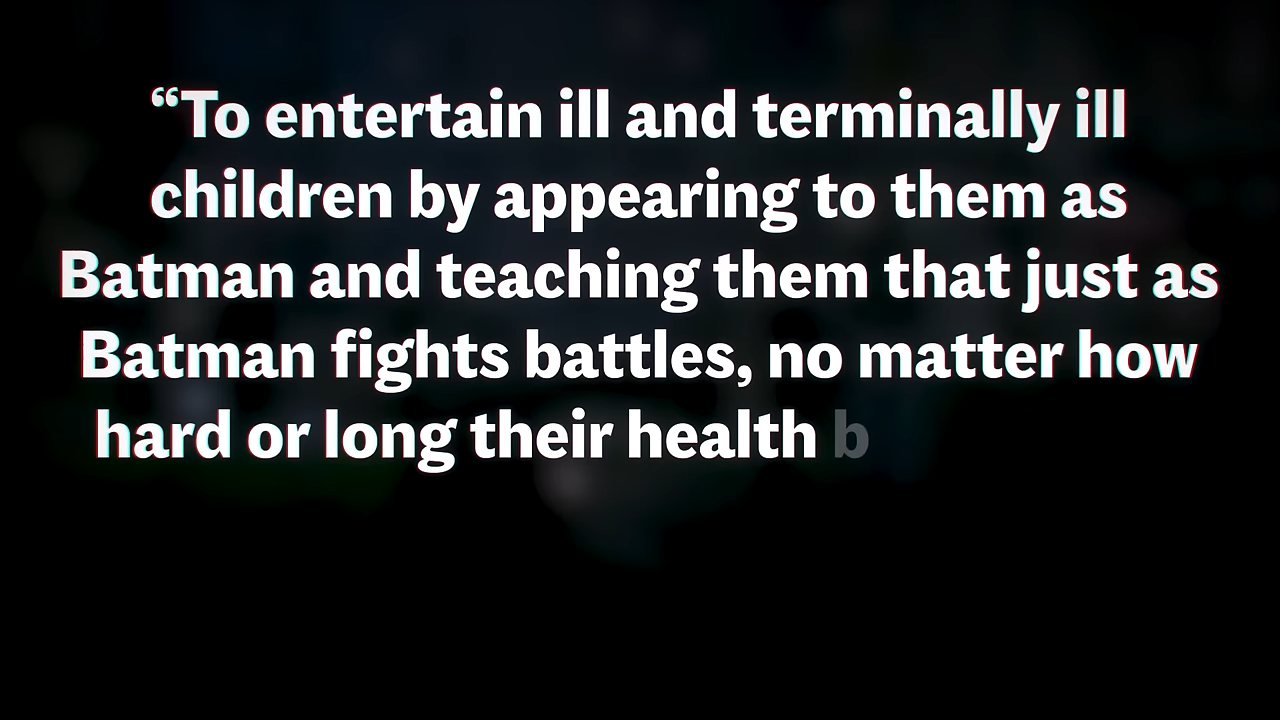 “To entertain ill and terminally ill
children by appearing to them as
Batman and teaching them that just as
Batman fights battles, no matter how
hard or long their health b